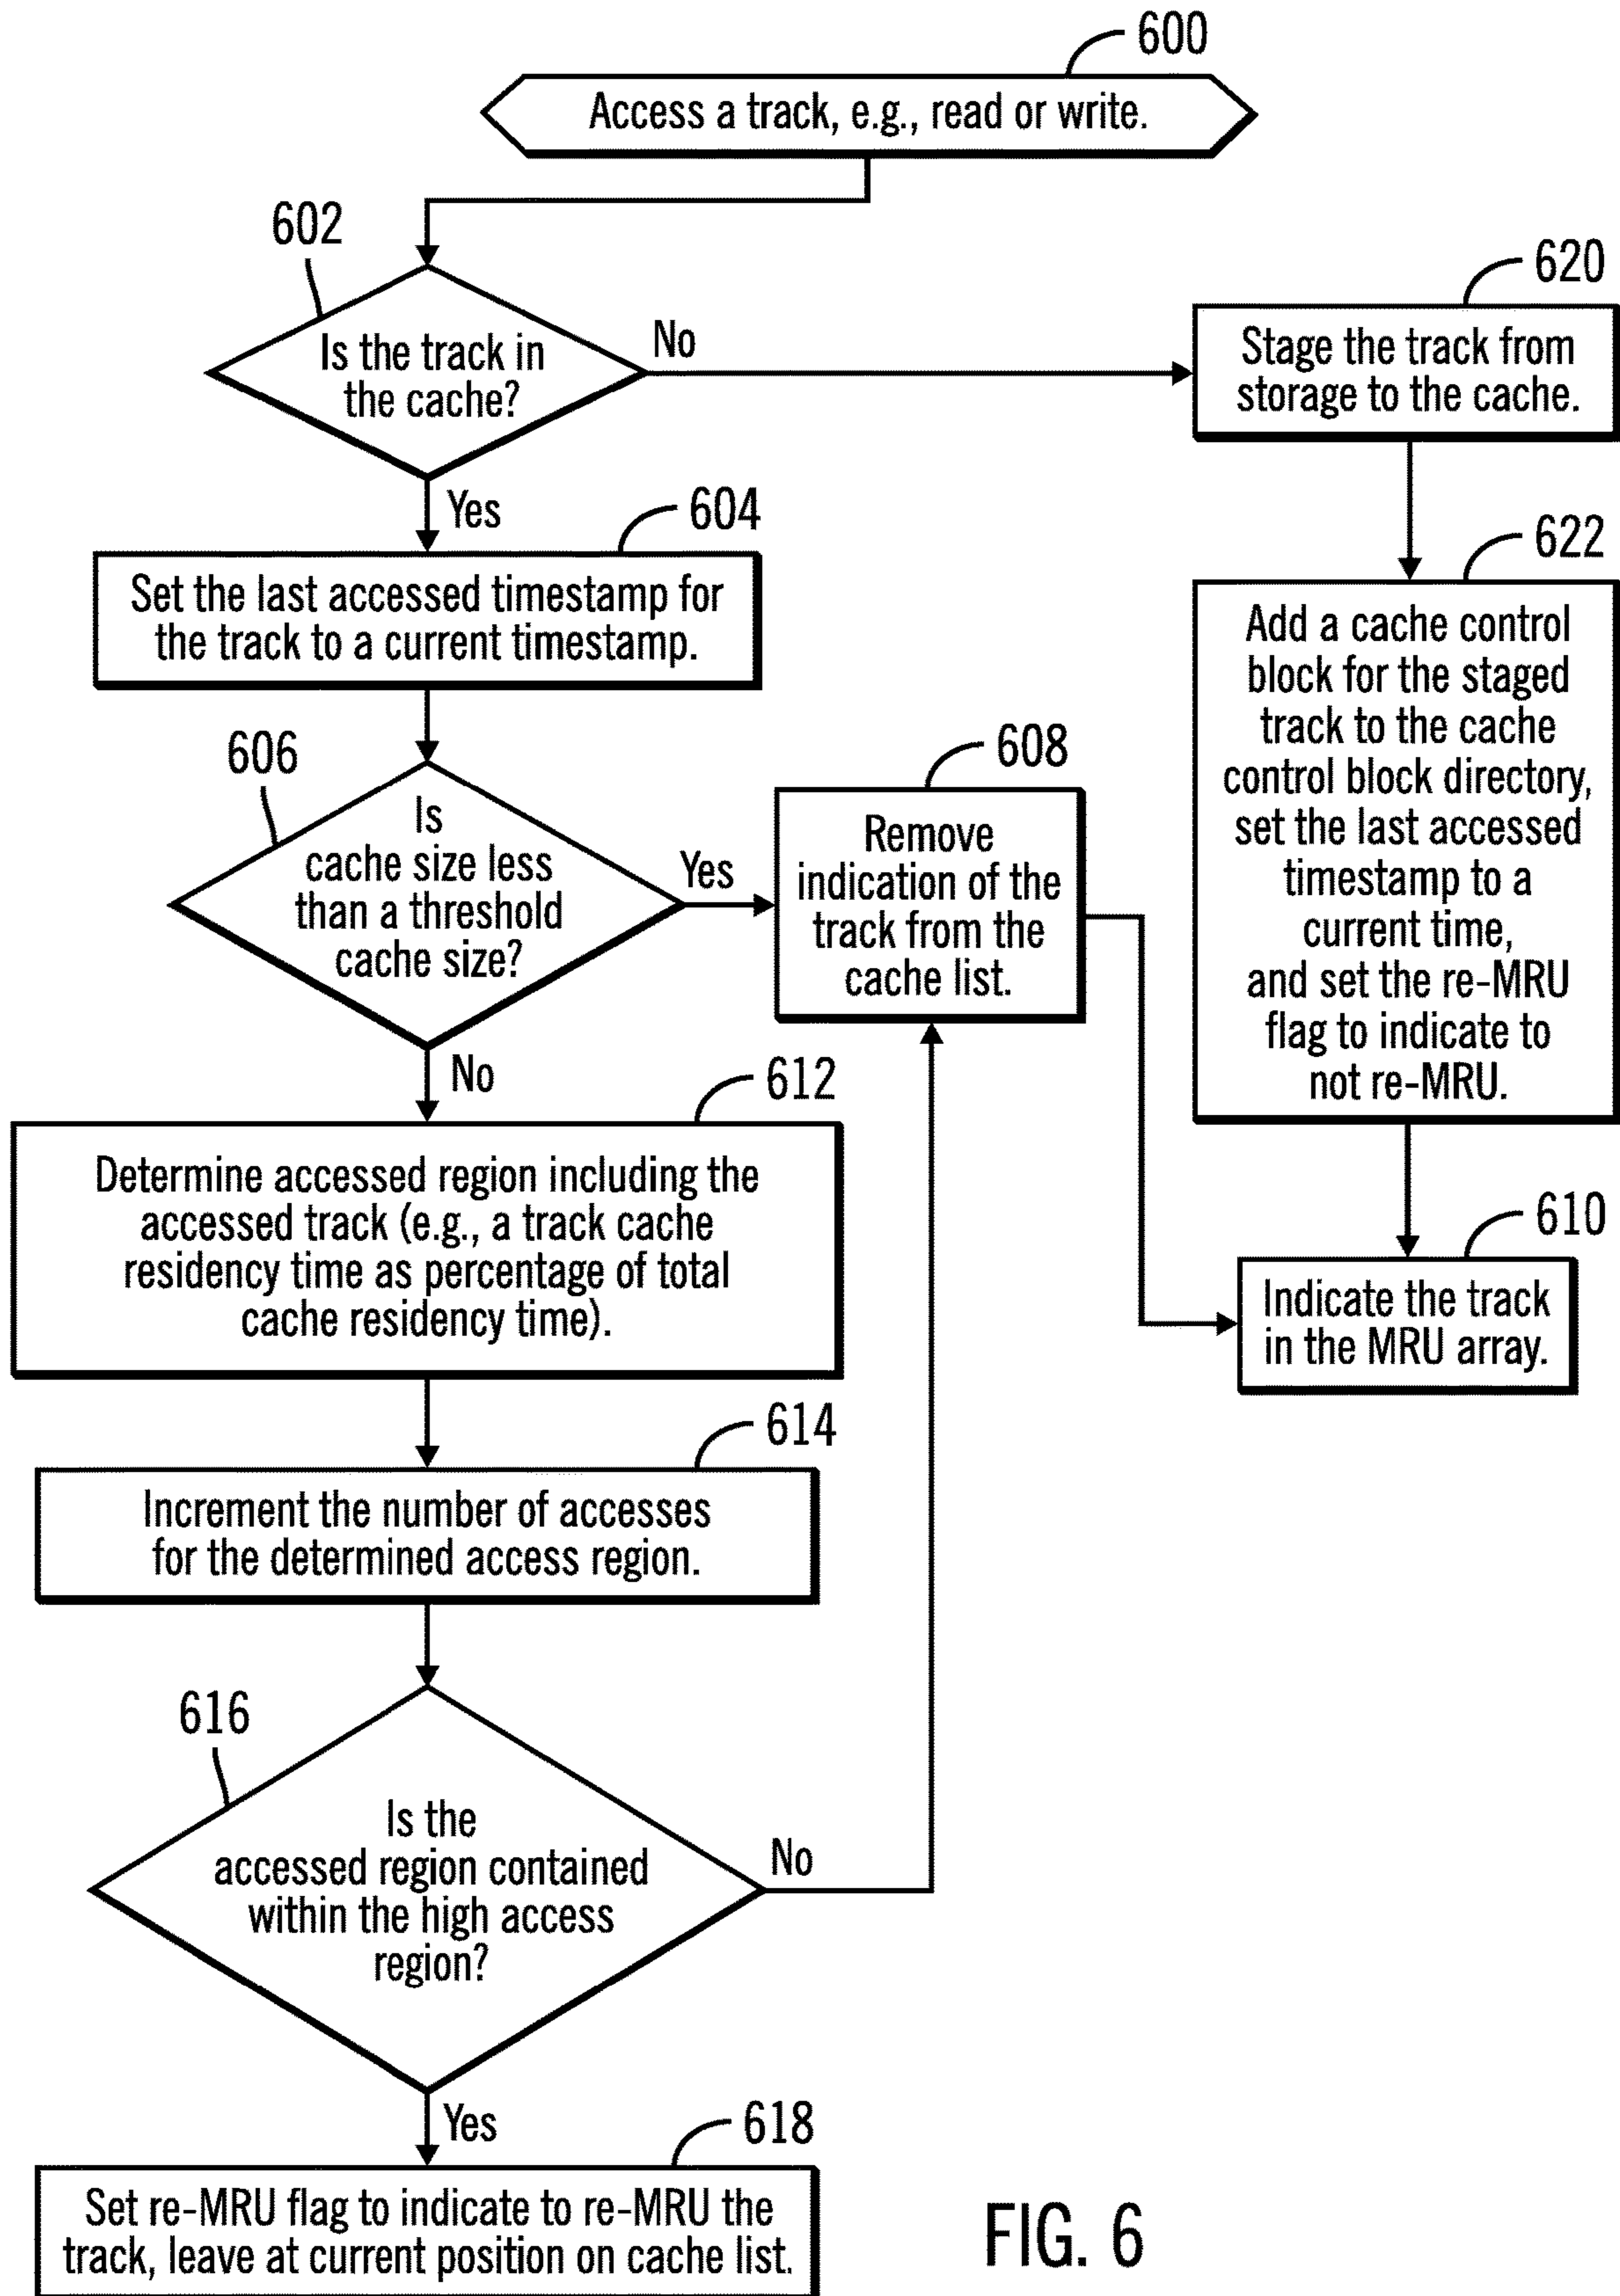 600
Access a track, e.g., read or write.
602
Is the track in
the cache?
No
Yes
620
Stage the track from
storage to the cache.
604
Set the last accessed timestamp for
the track to a current timestamp.
622
Add a cache control
block for the staged
track to the cache
control block directory,
set the last accessed
timestamp to a
current time,
and set the re-MRU
flag to indicate to
not re-MRU.
606
Is
cache size less
than a threshold
cache size?
Yes
No
608
Remove
indication of the
track from the
cache list.
610
Indicate the track
in the MRU array.
612
Determine accessed region including the
accessed track (e.g., a track cache
residency time as percentage of total
cache residency time).
614
Increment the number of accesses
for the determined access region.
616
Is the
accessed region contained
within the high access
region?
No
Yes
618
Set re-MRU flag to indicate to re-MRU the
track, leave at current position on cache list.
FIG. 6